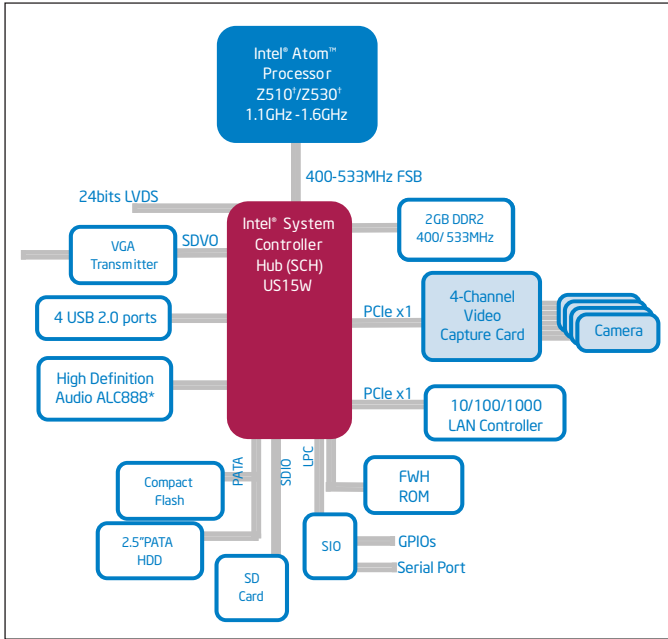 Intel® Atom™
Processor
Z510†/Z530†
1.1GHz -1.6GHz
400-533MHz FSB
24bits LVDS
Intel® System
Controller
Hub (SCH)
US15W
2GB DDR2
400/ 533MHz
VGA
Transmitter
SDVO
4 USB 2.0 ports
PCIe x1
4-Channel
Video
Capture Card
Camera
High Definition
Audio ALC888*
PCIe x1
10/100/1000
LAN Controller
PATA
SDIO
LPC
Compact
Flash
FWH
ROM
2.5"PATA
HDD
SIO
GPIOs
Serial Port
SD
Card